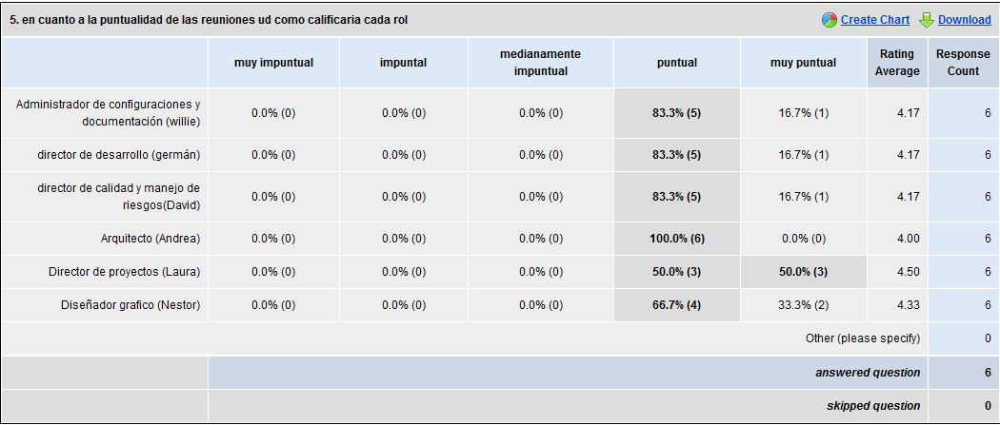 5. en cuanto a la puntualidad de las reuniones ud como calificaria cada rol Create Chart Download
muy impuntual impuntal medianamente impuntual puntual muy puntual Rating Average Response Count
Administrador de configuraciones y documentación (willie) 0.0% (0) 0.0% (0) 0.0% (0) 83.3% (5) 16.7% (1) 4.17 6
director de desarrollo (germán) 0.0% (0) 0.0% (0) 0.0% (0) 83.3% (5) 16.7% (1) 4.17 6
director de calidad y manejo de riesgos(David) 0.0% (0) 0.0% (0) 0.0% (0) 83.3% (5) 16.7% (1) 4.17 6
Arquitecto (Andrea) 0.0% (0) 0.0% (0) 0.0% (0) 100.0% (6) 0.0% (0) 4.00 6
Director de proyectos (Laura) 0.0% (0) 0.0% (0) 0.0% (0) 50.0% (3) 50.0% (3) 4.50 6
Diseñador grafico (Nestor) 0.0% (0) 0.0% (0) 0.0% (0) 66.7% (4) 33.3% (2) 4.33 6
Other (please specify) 0
answered question 6
skipped question 0